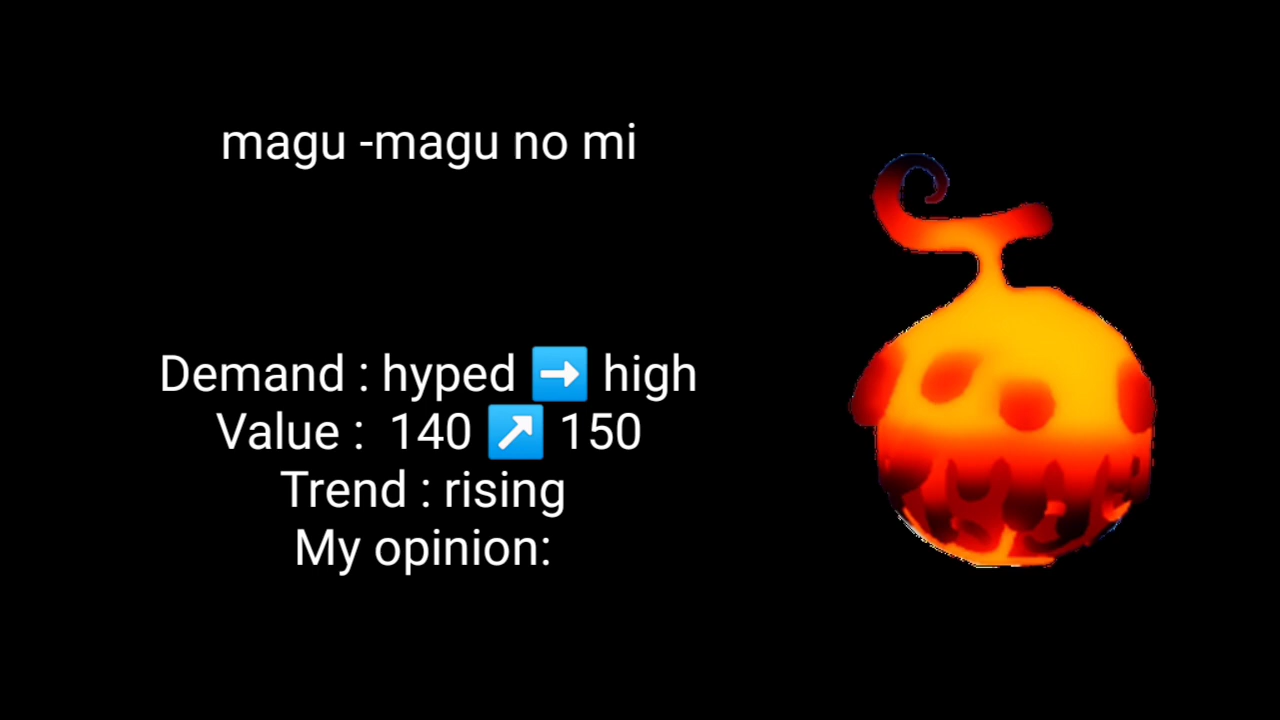 magu -magu no mi
Demand : hyped ➡️ high
Value :  140 ↗️ 150
Trend : rising
My opinion: